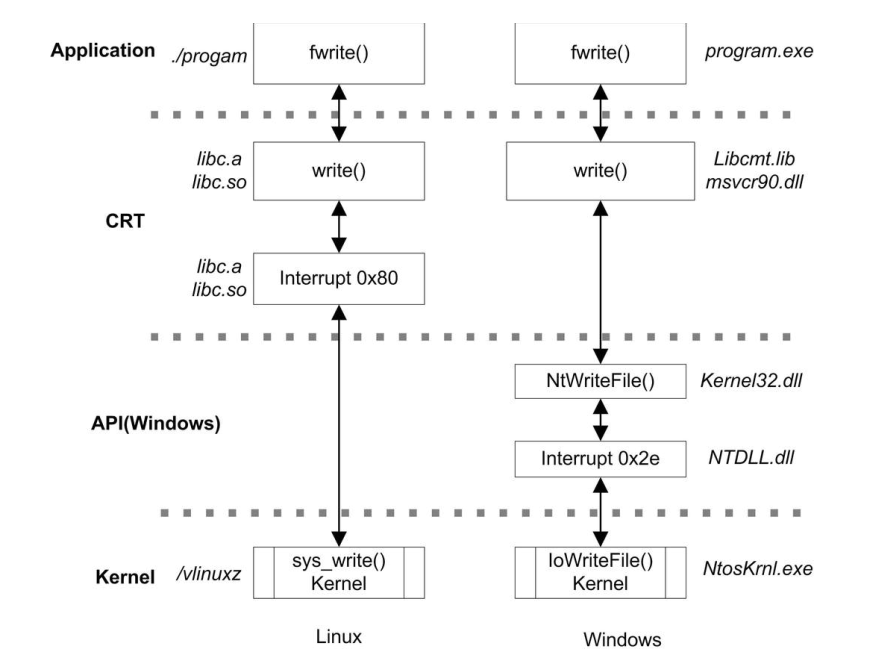 Application ./progam fwrite() fwrite() program.exe
libc.a
libc.so
write() write()
Libcmt.lib
msvcr90.dll
CRT
libc.a
libc.so
Interrupt 0x80
NtWriteFile() Kernel32.dll
API(Windows)
Interrupt 0x2e NTDLL.dll
Kernel /vlinuxz
sys_write()
Kernel
IoWriteFile()
Kernel
NtosKrnl.exe
Linux Windows